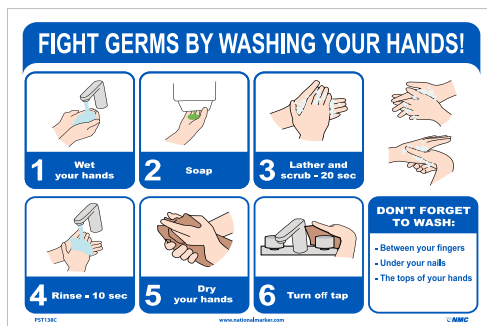 FIGHT GERMS BY WASHING YOUR HANDS!
1 Wet
your hands
2 Soap
3 Lather and
scrub - 20 sec
4 Rinse - 10 sec
5 Dry
your hands
6 Turn off tap
DON'T FORGET
TO WASH:
- Between your fingers
- Under your nails
- The tops of your hands
PST138C
www.nationalmarker.com
NMC